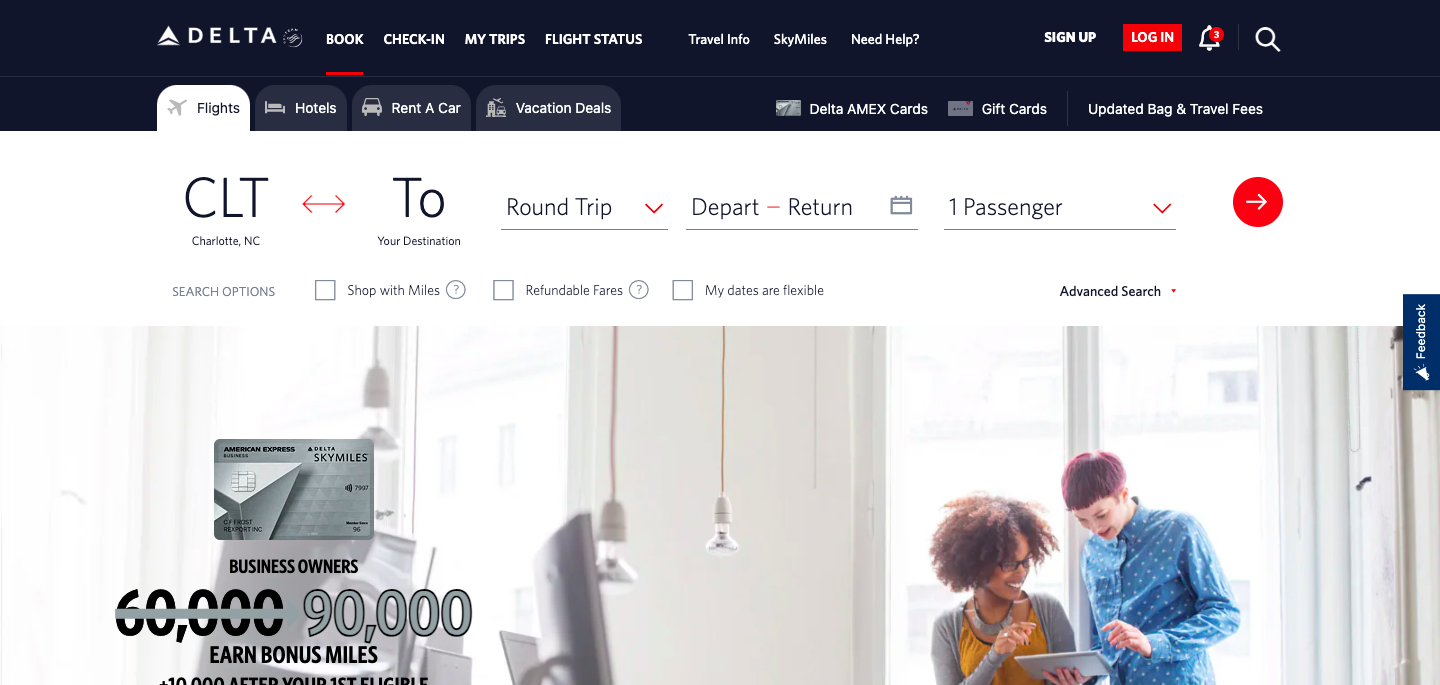 DELTA
BOOK
CHECK-IN
MY TRIPS
FLIGHT STATUS
Travel Info
SkyMiles
Need Help?
SIGN UP
LOG IN
3
Flights
Hotels
Rent A Car
Vacation Deals
Delta AMEX Cards
Gift Cards
Updated Bag & Travel Fees
CLT
Charlotte, NC
To
Your Destination
Round Trip
Depart – Return
1 Passenger
SEARCH OPTIONS
Shop with Miles ?
Refundable Fares ?
My dates are flexible
Advanced Search
Feedback
AMERICAN EXPRESS
BUSINESS
DELTA
SKYMILES
7997
C F FROST
REXPORT INC
Member Since
96
BUSINESS OWNERS
60,000 90,000
EARN BONUS MILES
+10,000 AFTER YOUR 1ST ELIGIBLE